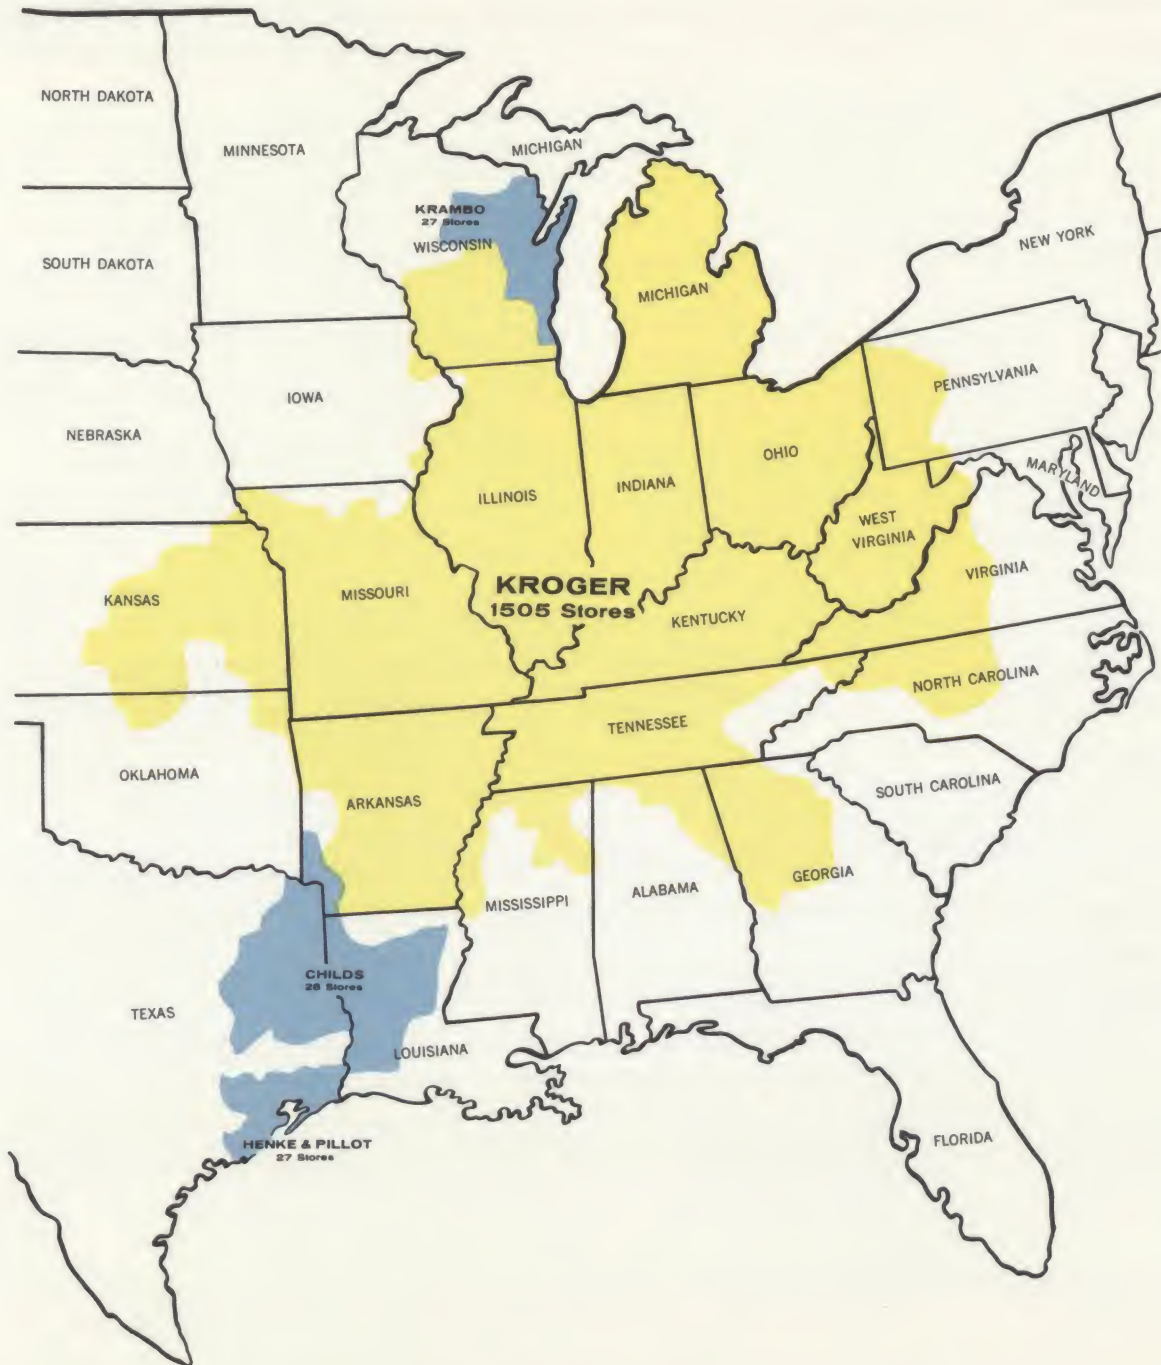 NORTH DAKOTA
MINNESOTA
MICHIGAN
KRAMBO
27 Stores
WISCONSIN
SOUTH DAKOTA
NEW YORK
MICHIGAN
PENNSYLVANIA
IOWA
NEBRASKA
OHIO
MARYLAND
INDIANA
ILLINOIS
WEST
VIRGINIA
VIRGINIA
KANSAS
MISSOURI
KROGER
1505 Stores
KENTUCKY
NORTH CAROLINA
TENNESSEE
OKLAHOMA
SOUTH CAROLINA
ARKANSAS
GEORGIA
ALABAMA
MISSISSIPPI
CHILDS
28 Stores
TEXAS
LOUISIANA
HENKE & PILLOT
27 Stores
FLORIDA